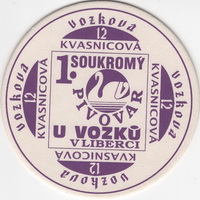 vozkova
12
KVASNICOVÁ
1. SOUKROMÝ
PIVOVAR
U VOZKŮ
V LIBERCI
KVASNICOVÁ
12
vozkova
vozkova
12
KVASNICOVÁ
vozkova
12
KVASNICOVÁ